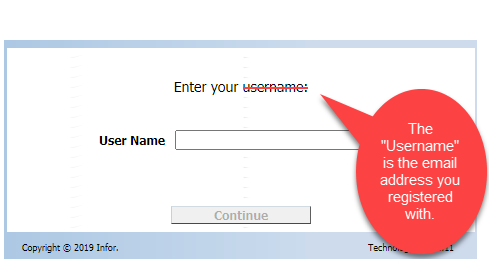 Enter your username:
The
"Username"
is the email
address you
registered
with.
User Name
Continue
Copyright © 2019 Infor.